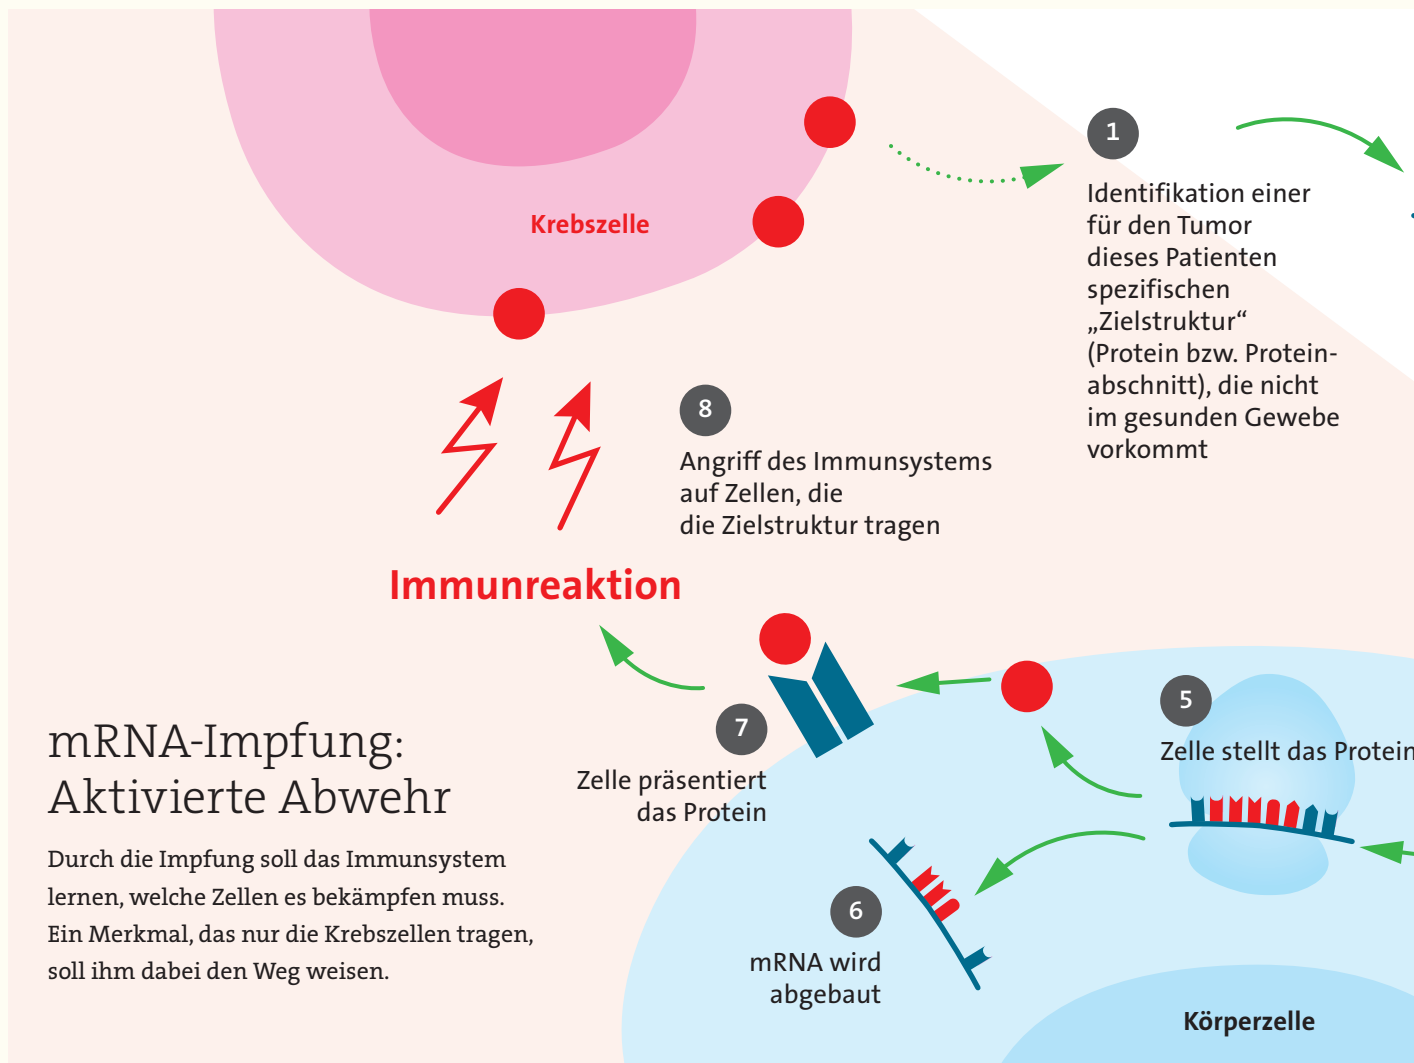 Krebszelle
1
Identifikation einer
für den Tumor
dieses Patienten
spezifischen
„Zielstruktur“
(Protein bzw. Protein-
abschnitt), die nicht
im gesunden Gewebe
vorkommt
8
Angriff des Immunsystems
auf Zellen, die
die Zielstruktur tragen
Immunreaktion
7
Zelle präsentiert
das Protein
5
Zelle stellt das Protein
6
mRNA wird
abgebaut
Körperzelle
mRNA-Impfung:
Aktivierte Abwehr
Durch die Impfung soll das Immunsystem
lernen, welche Zellen es bekämpfen muss.
Ein Merkmal, das nur die Krebszellen tragen,
soll ihm dabei den Weg weisen.